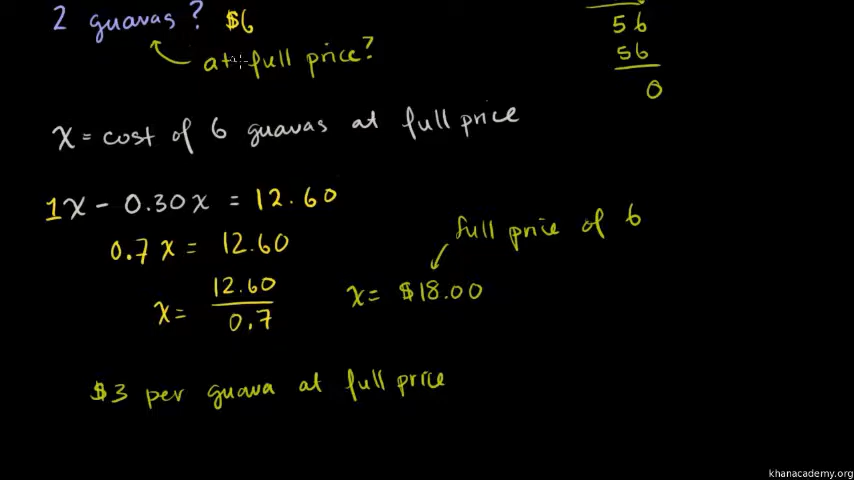 2 guavas? $6
56
at full price?
56
0
x = cost of 6 guavas at full price
1x - 0.30x = 12.60
full price of 6
0.7x = 12.60
x = 12.60 / 0.7
x = $18.00
$3 per guava at full price
khanacademy.org